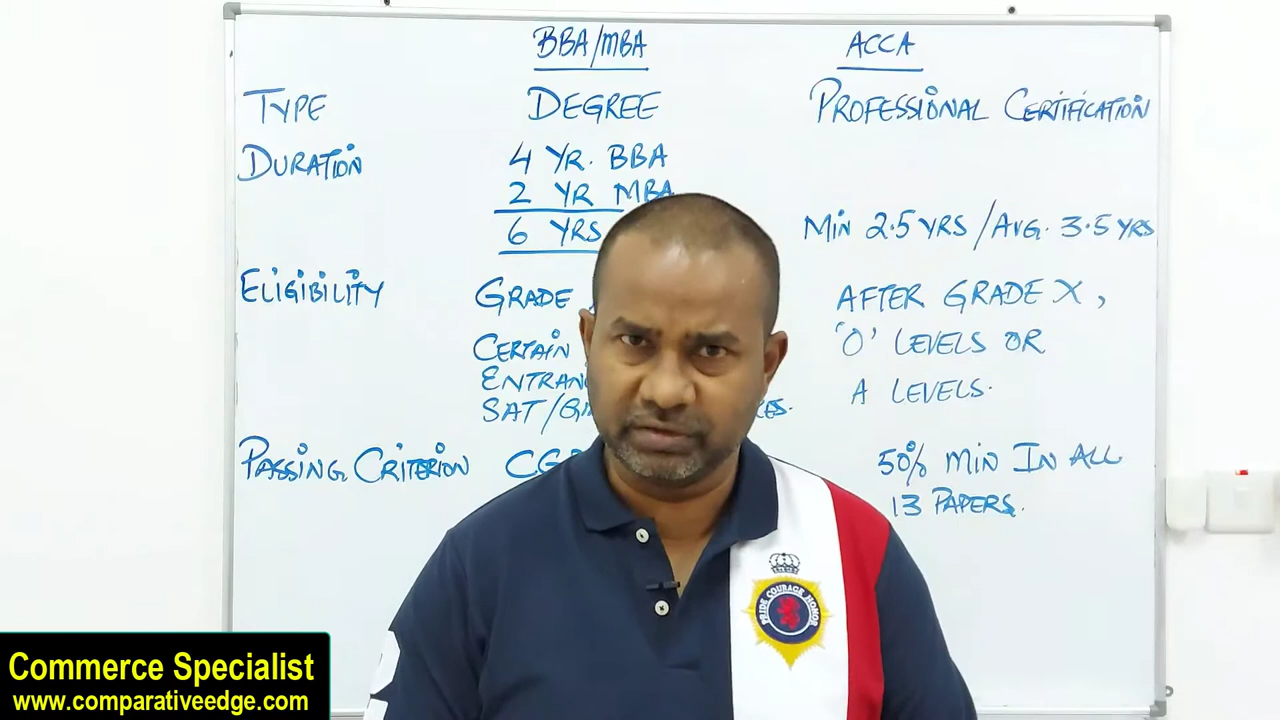 BBA/MBA ACCA
TYPE DEGREE PROFESSIONAL CERTIFICATION
DURATION 4 YR. BBA
2 YR MBA
6 YRS MIN 2.5 YRS / AVG. 3.5 YRS
ELIGIBILITY GRADE AFTER GRADE X,
CERTAIN 'O' LEVELS OR
A LEVELS.
SAT/
PASSING CRITERION 50% MIN IN ALL
13 PAPERS.
PRIDE COURAGE HONOR
Commerce Specialist
www.comparativeedge.com